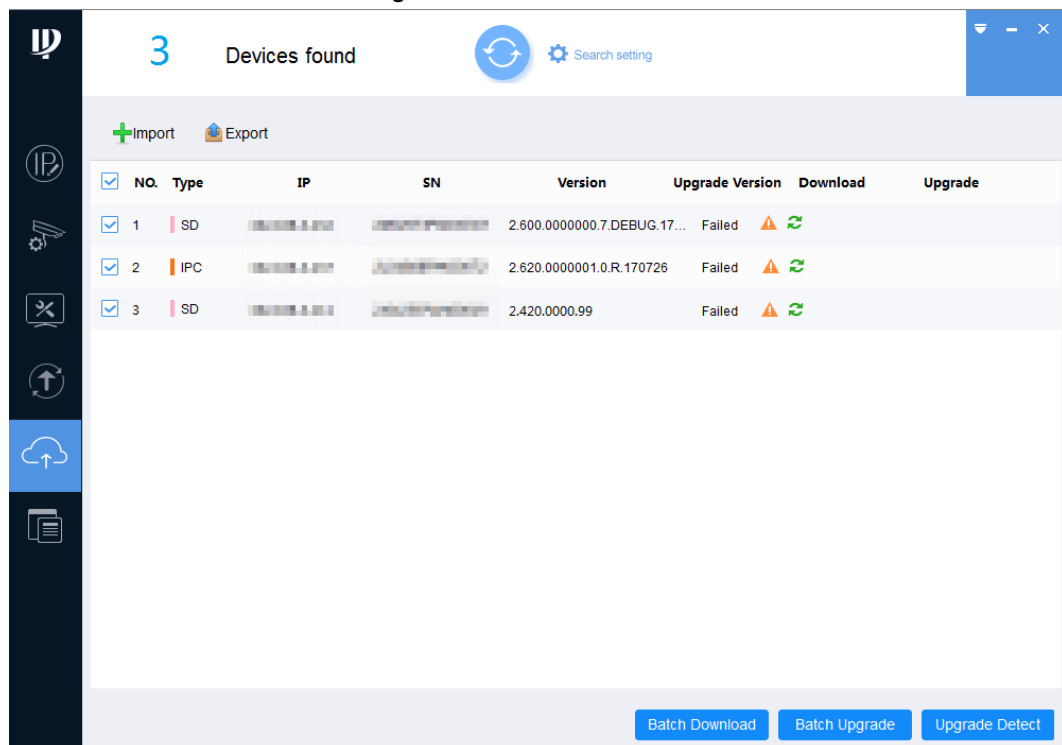 3 Devices found Search setting
Import Export
NO. Type IP SN Version Upgrade Version Download Upgrade
1 SD 2.600.0000000.7.DEBUG.17... Failed
2 IPC 2.620.0000001.0.R.170726 Failed
3 SD 2.420.0000.99 Failed
Batch Download Batch Upgrade Upgrade Detect